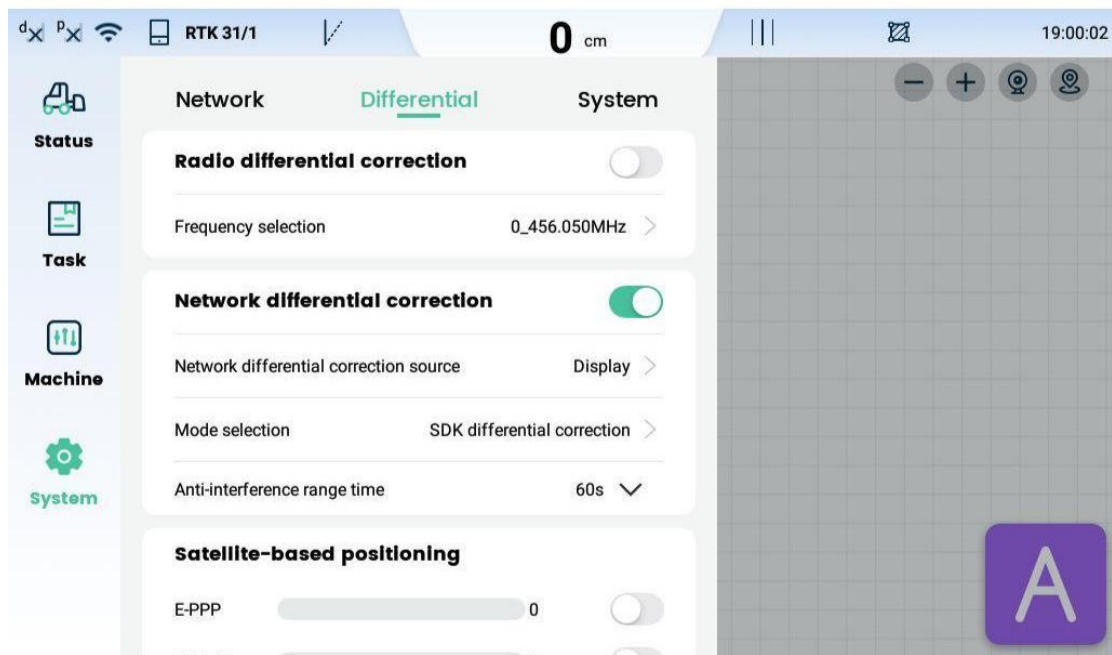 d P RTK 31/1 0 cm 19:00:02
Status
Task
Machine
System
Network Differential System
Radio differential correction
Frequency selection 0_456.050MHz
Network differential correction
Network differential correction source Display
Mode selection SDK differential correction
Anti-interference range time 60s
Satellite-based positioning
E-PPP 0
A